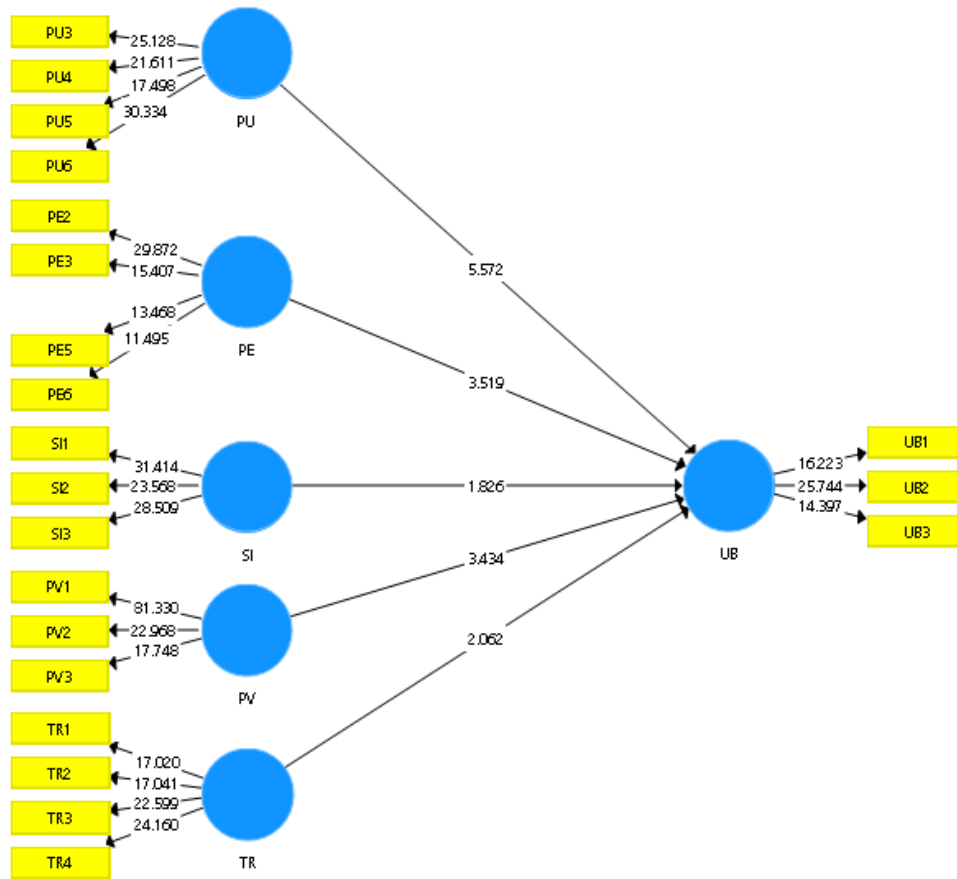 PU3
25.128
PU4
21.611
PU5
17.498
30.334
PU6
PU
PE2
29.872
PE3
15.407
13.468
PE5
11.495
PE6
PE
5.572
3.519
SI1
31.414
SI2
23.568
SI3
28.509
SI
1.826
PV1
81.330
PV2
22.968
PV3
17.748
PV
3.434
TR1
17.020
TR2
17.041
TR3
22.599
24.160
TR4
TR
2.062
UB
16.223
UB1
25.744
UB2
14.397
UB3